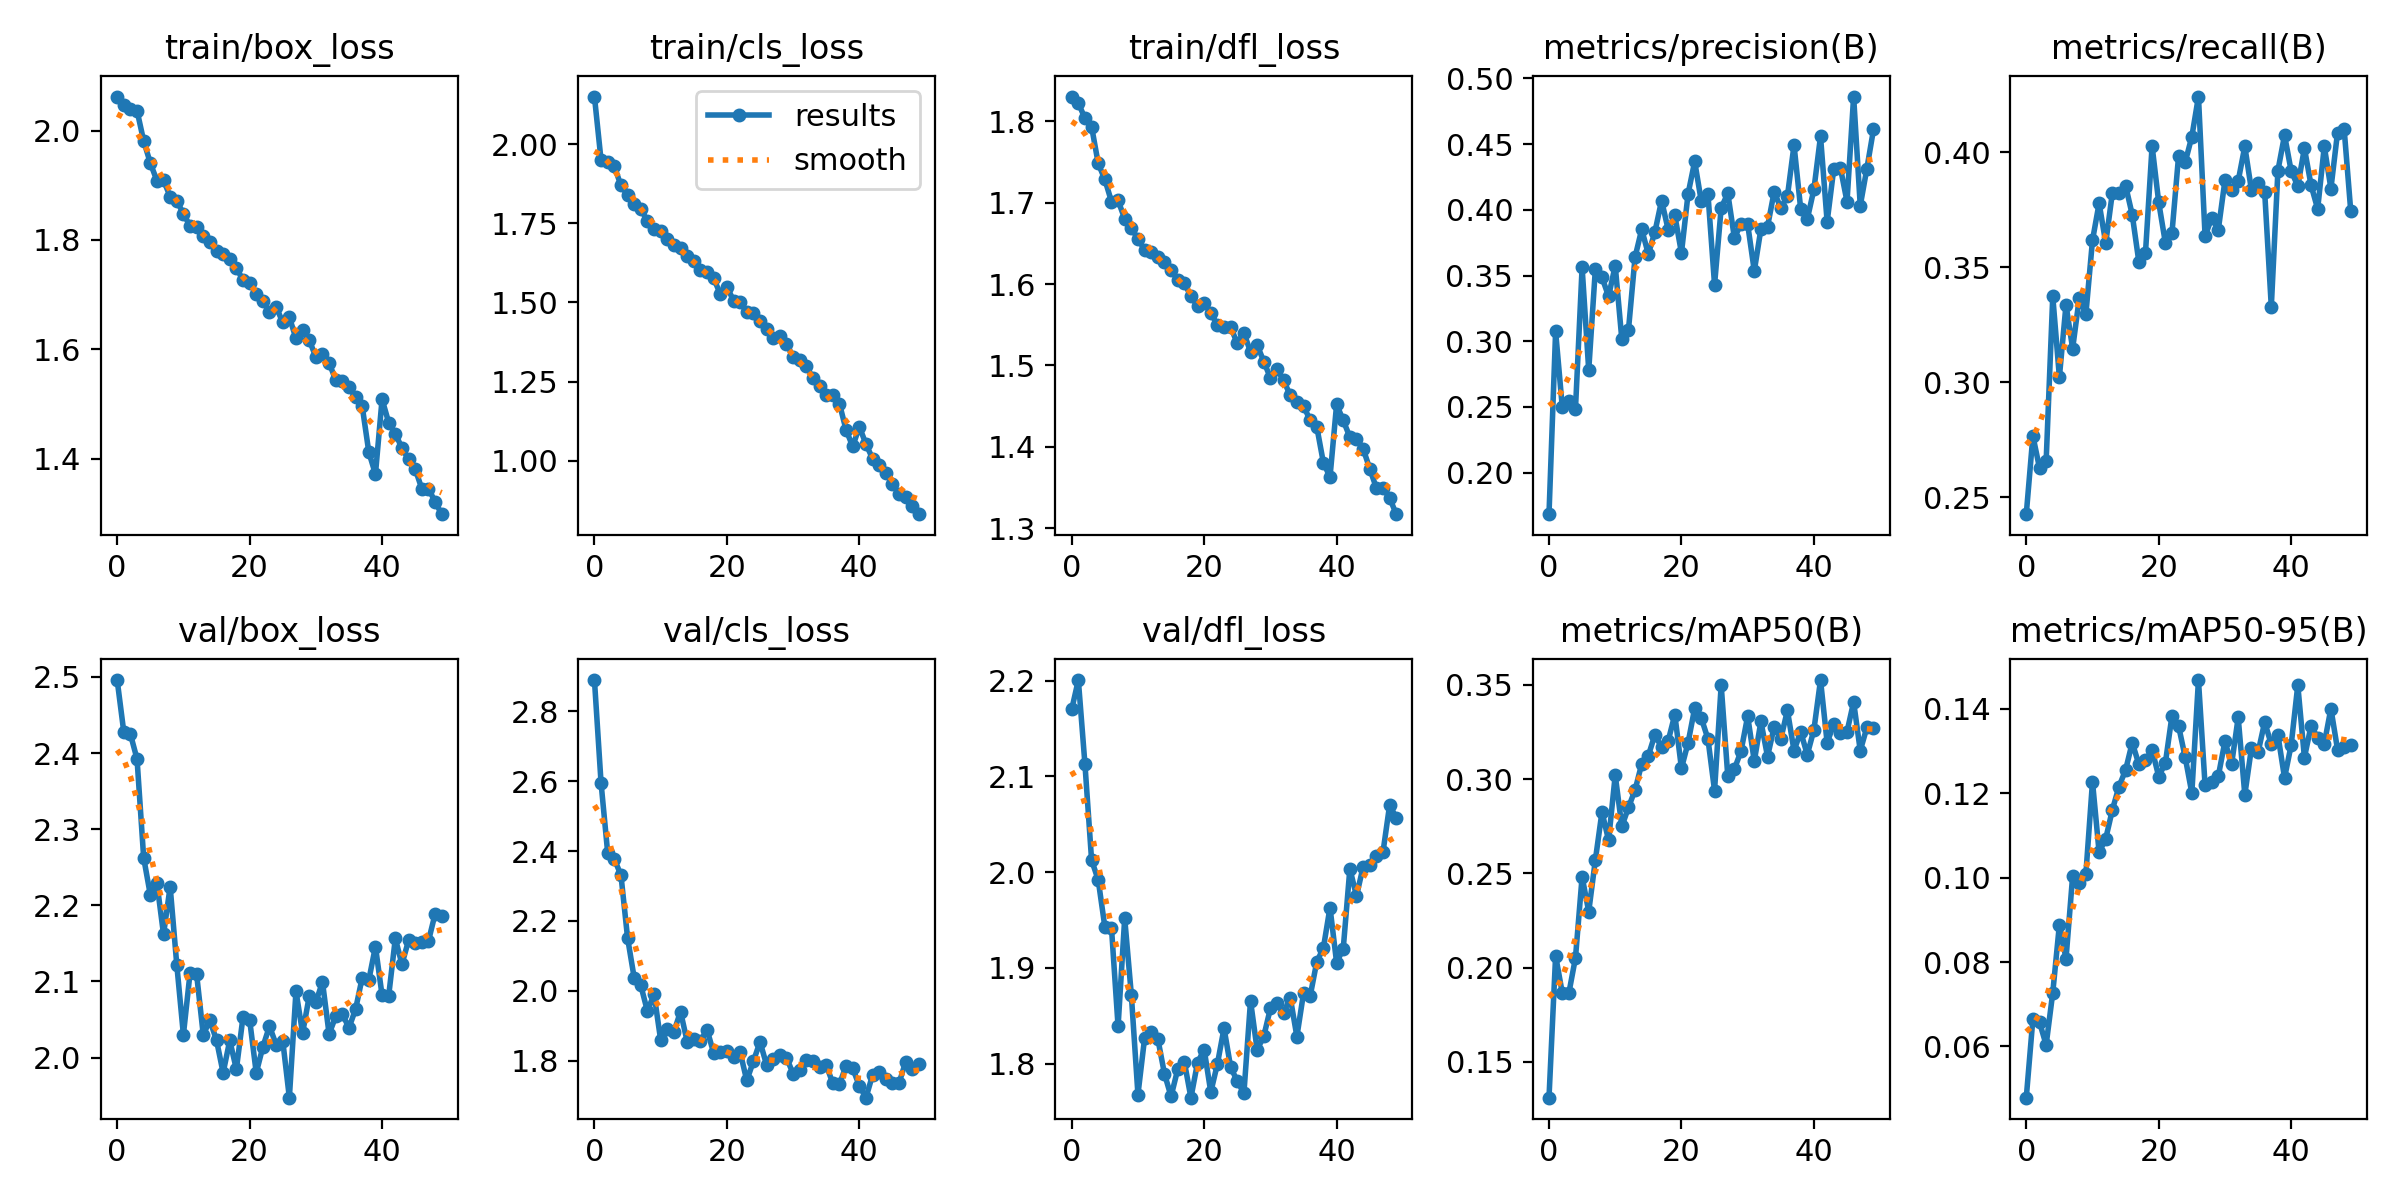 train/box_loss
train/cls_loss
train/dfl_loss
metrics/precision(B)
metrics/recall(B)
2.0
1.8
1.6
1.4
0 20 40
results
smooth
2.00
1.75
1.50
1.25
1.00
0 20 40
1.8
1.7
1.6
1.5
1.4
1.3
0 20 40
0.50
0.45
0.40
0.35
0.30
0.25
0.20
0 20 40
0.40
0.35
0.30
0.25
0 20 40
val/box_loss
val/cls_loss
val/dfl_loss
metrics/mAP50(B)
metrics/mAP50-95(B)
2.5
2.4
2.3
2.2
2.1
2.0
0 20 40
2.8
2.6
2.4
2.2
2.0
1.8
0 20 40
2.2
2.1
2.0
1.9
1.8
0 20 40
0.35
0.30
0.25
0.20
0.15
0 20 40
0.14
0.12
0.10
0.08
0.06
0 20 40